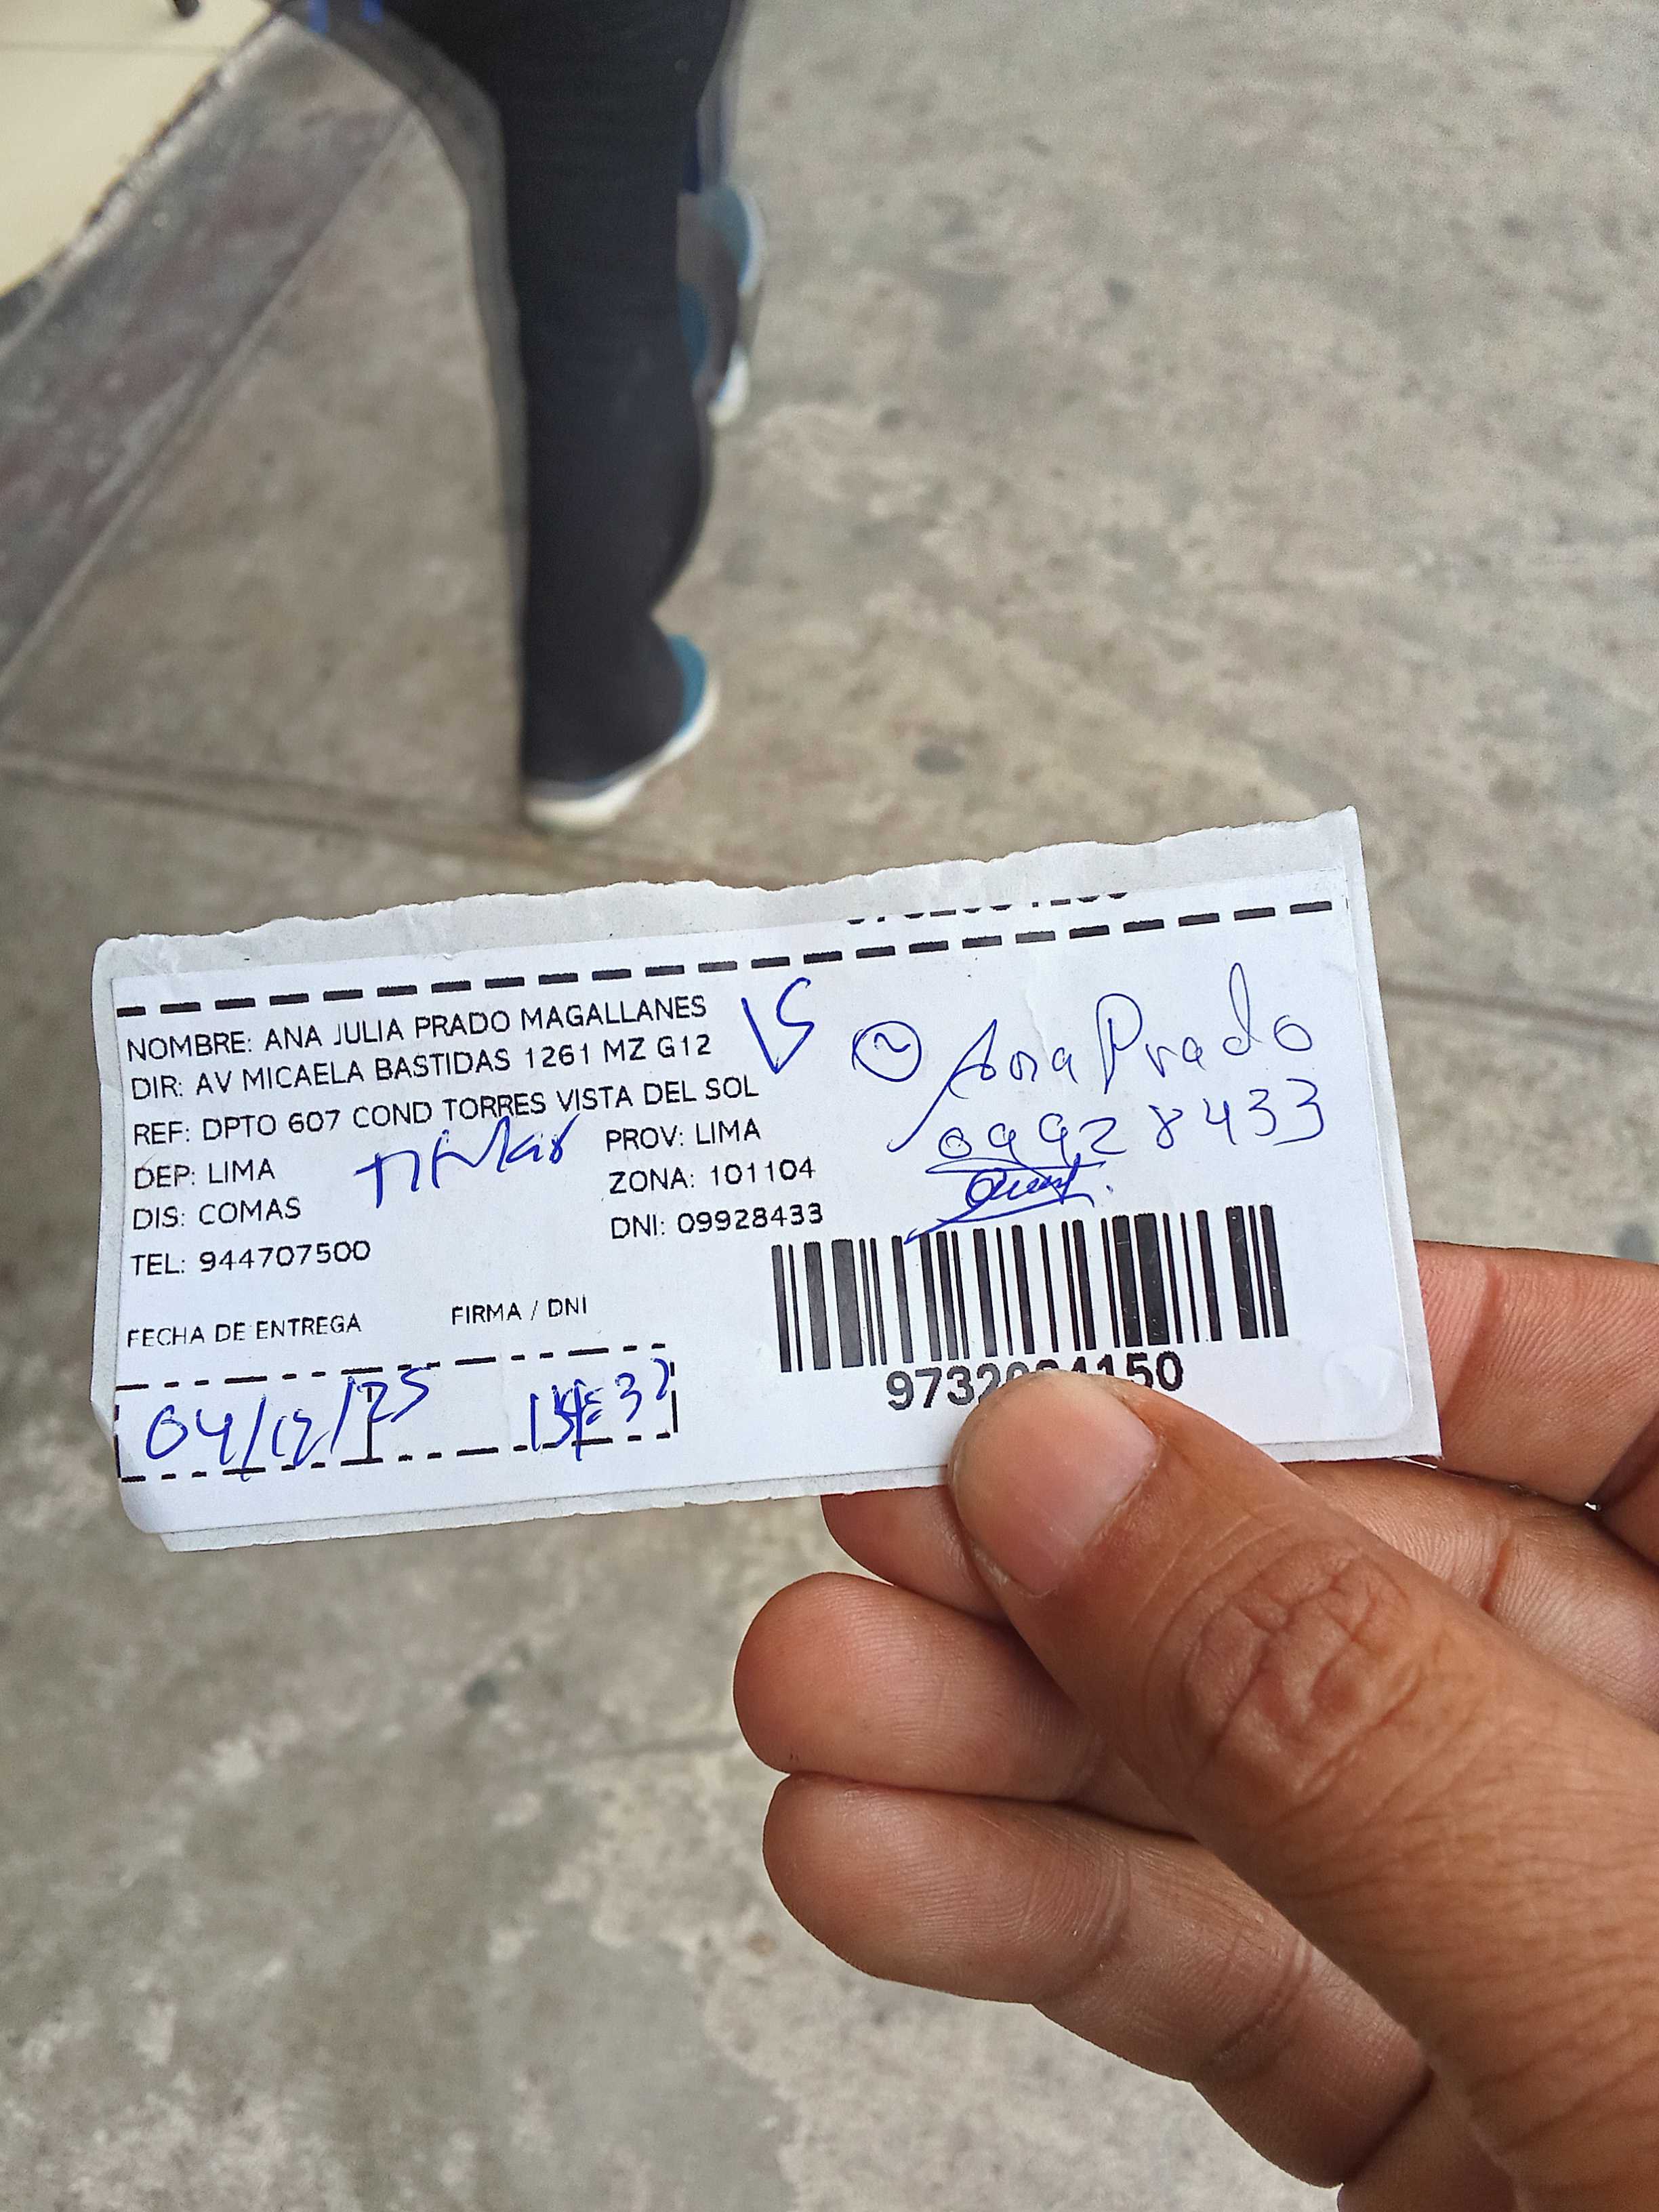 NOMBRE: ANA JULIA PRADO MAGALLANES
DIR: AV MICAELA BASTIDAS 1261 MZ G12
REF: DPTO 607 COND TORRES VISTA DEL SOL
DEP: LIMA PROV: LIMA
DIS: COMAS ZONA: 101104
TEL: 944707500 DNI: 09928433
Titular
Ana Prado
09928433
FECHA DE ENTREGA FIRMA / DNI
04/12/25